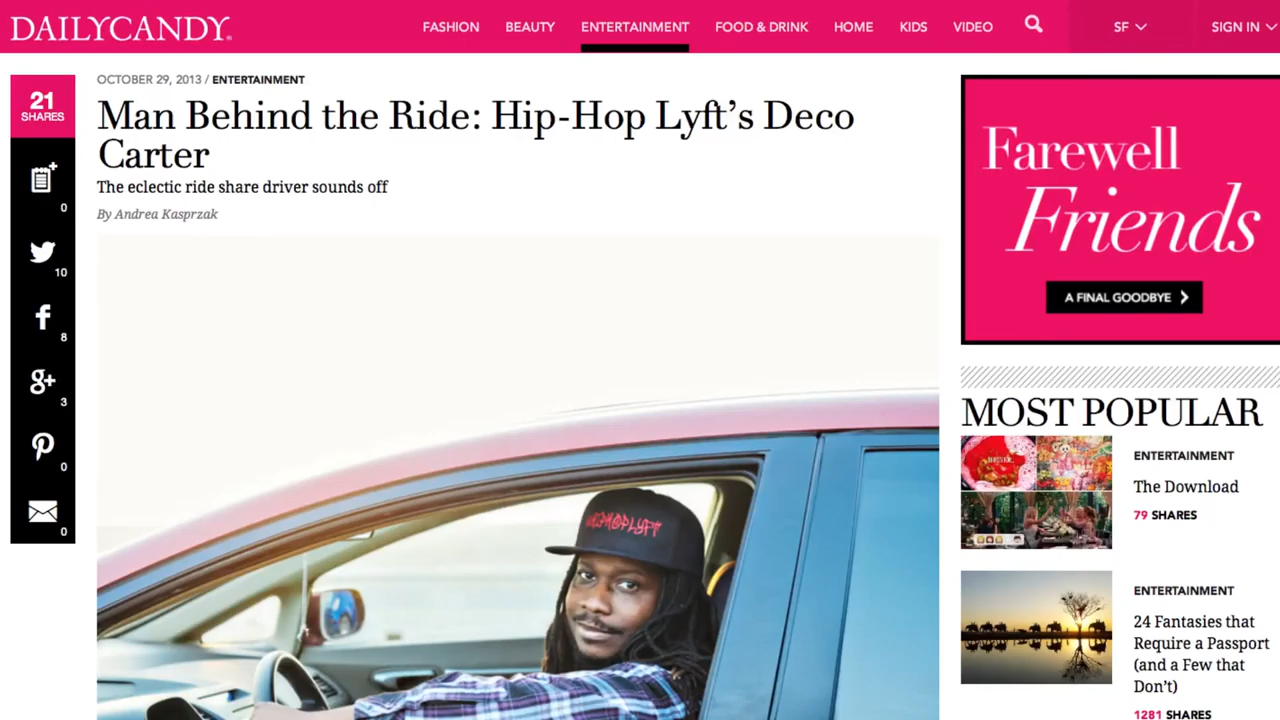 DAILYCANDY
FASHION
BEAUTY
ENTERTAINMENT
FOOD & DRINK
HOME
KIDS
VIDEO
SF
SIGN IN
21
SHARES
0
10
8
3
0
0
OCTOBER 29, 2013 / ENTERTAINMENT
Man Behind the Ride: Hip-Hop Lyft's Deco
Carter
The eclectic ride share driver sounds off
By Andrea Kasprzak
#HIPHOPLYFT
Farewell
Friends
A FINAL GOODBYE
MOST POPULAR
ENTERTAINMENT
The Download
79 SHARES
ENTERTAINMENT
24 Fantasies that
Require a Passport
(and a Few that
Don't)
1281 SHARES